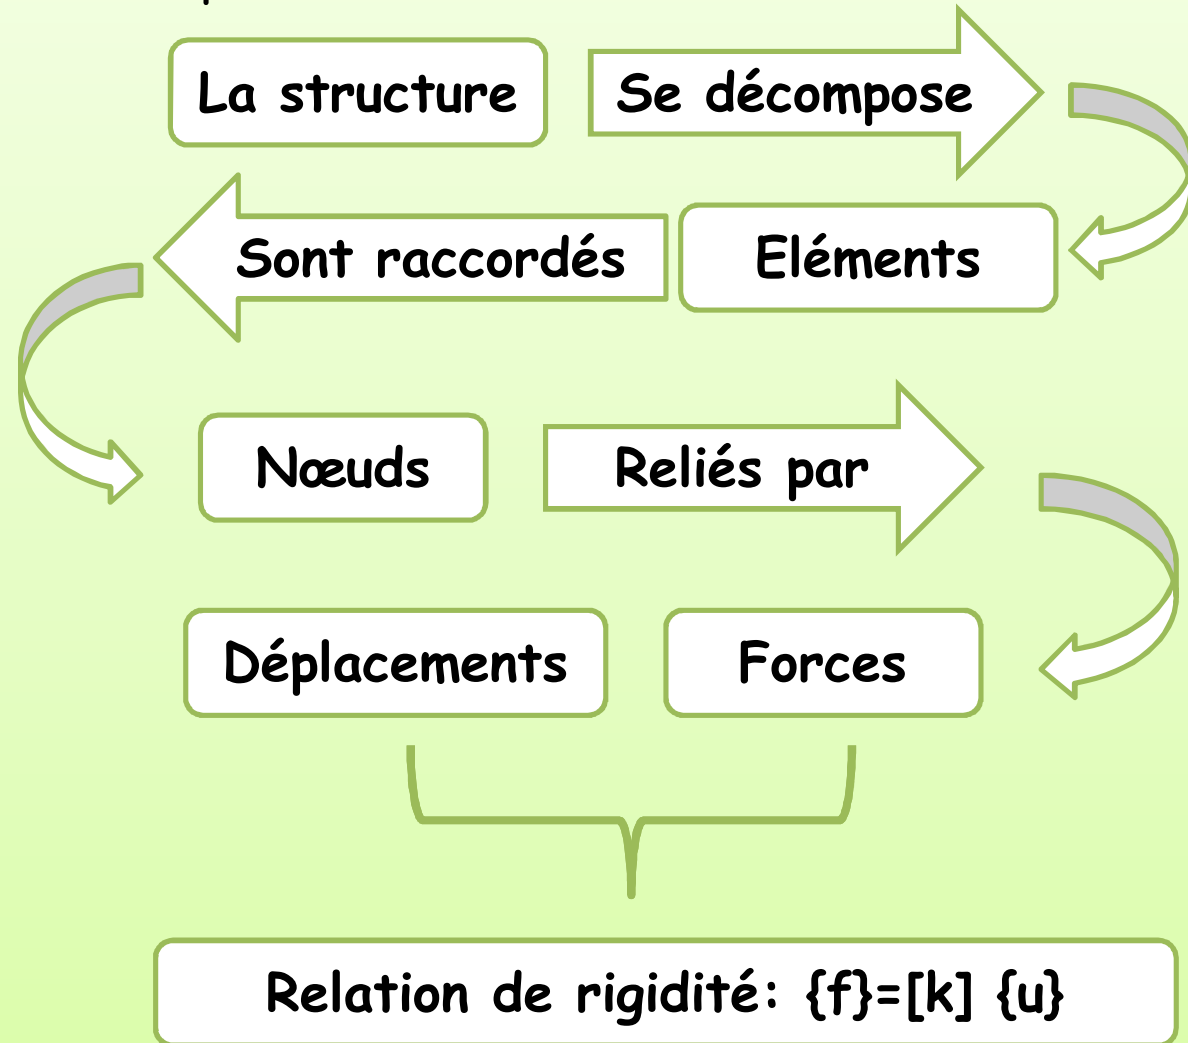 La structure
Se décompose
Sont raccordés
Eléments
Nœuds
Reliés par
Déplacements
Forces
Relation de rigidité: {f}=[k] {u}